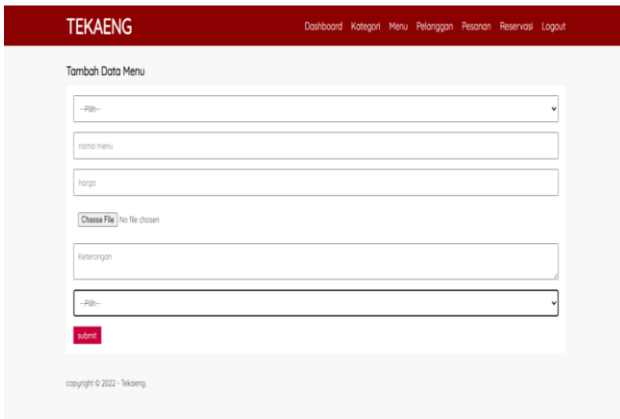 TEKAENG
Dashboard Kategori Menu Pelanggan Pesanan Reservasi Logout
Tambah Data Menu
--Pilih--
nama menu
harga
Choose File No file chosen
Keterangan
--Pilih--
submit
copyright © 2022 - Tekaeng.